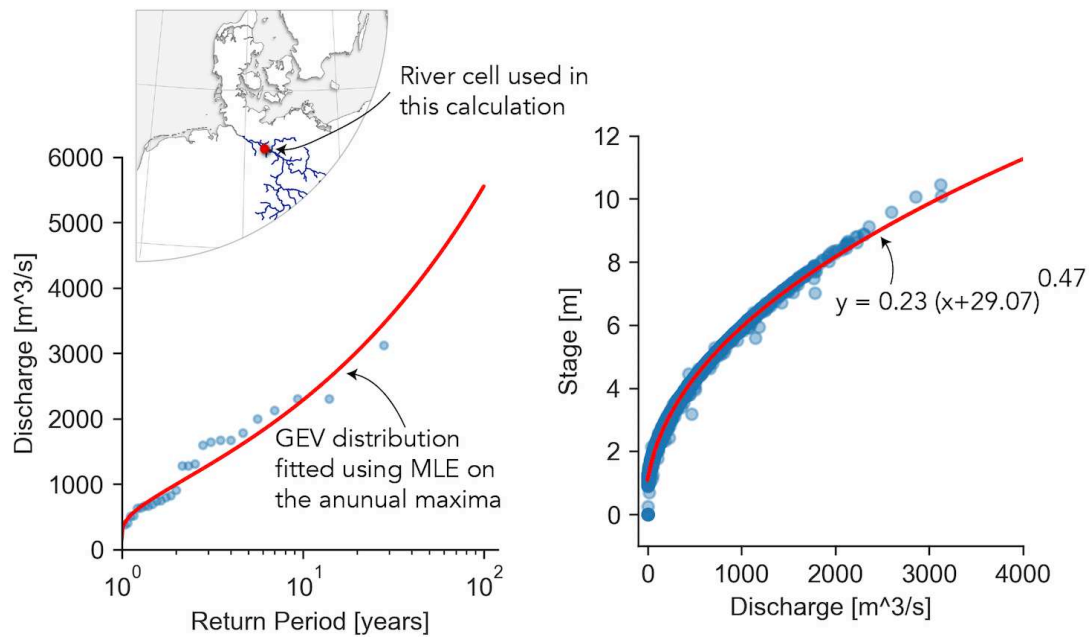 River cell used in
this calculation
6000
5000
4000
3000
2000
1000
0
Discharge [m^3/s]
GEV distribution
fitted using MLE on
the anunual maxima
10^0
10^1
10^2
Return Period [years]
12
10
8
6
4
2
0
Stage [m]
y = 0.23 (x+29.07)^0.47
0
1000
2000
3000
4000
Discharge [m^3/s]